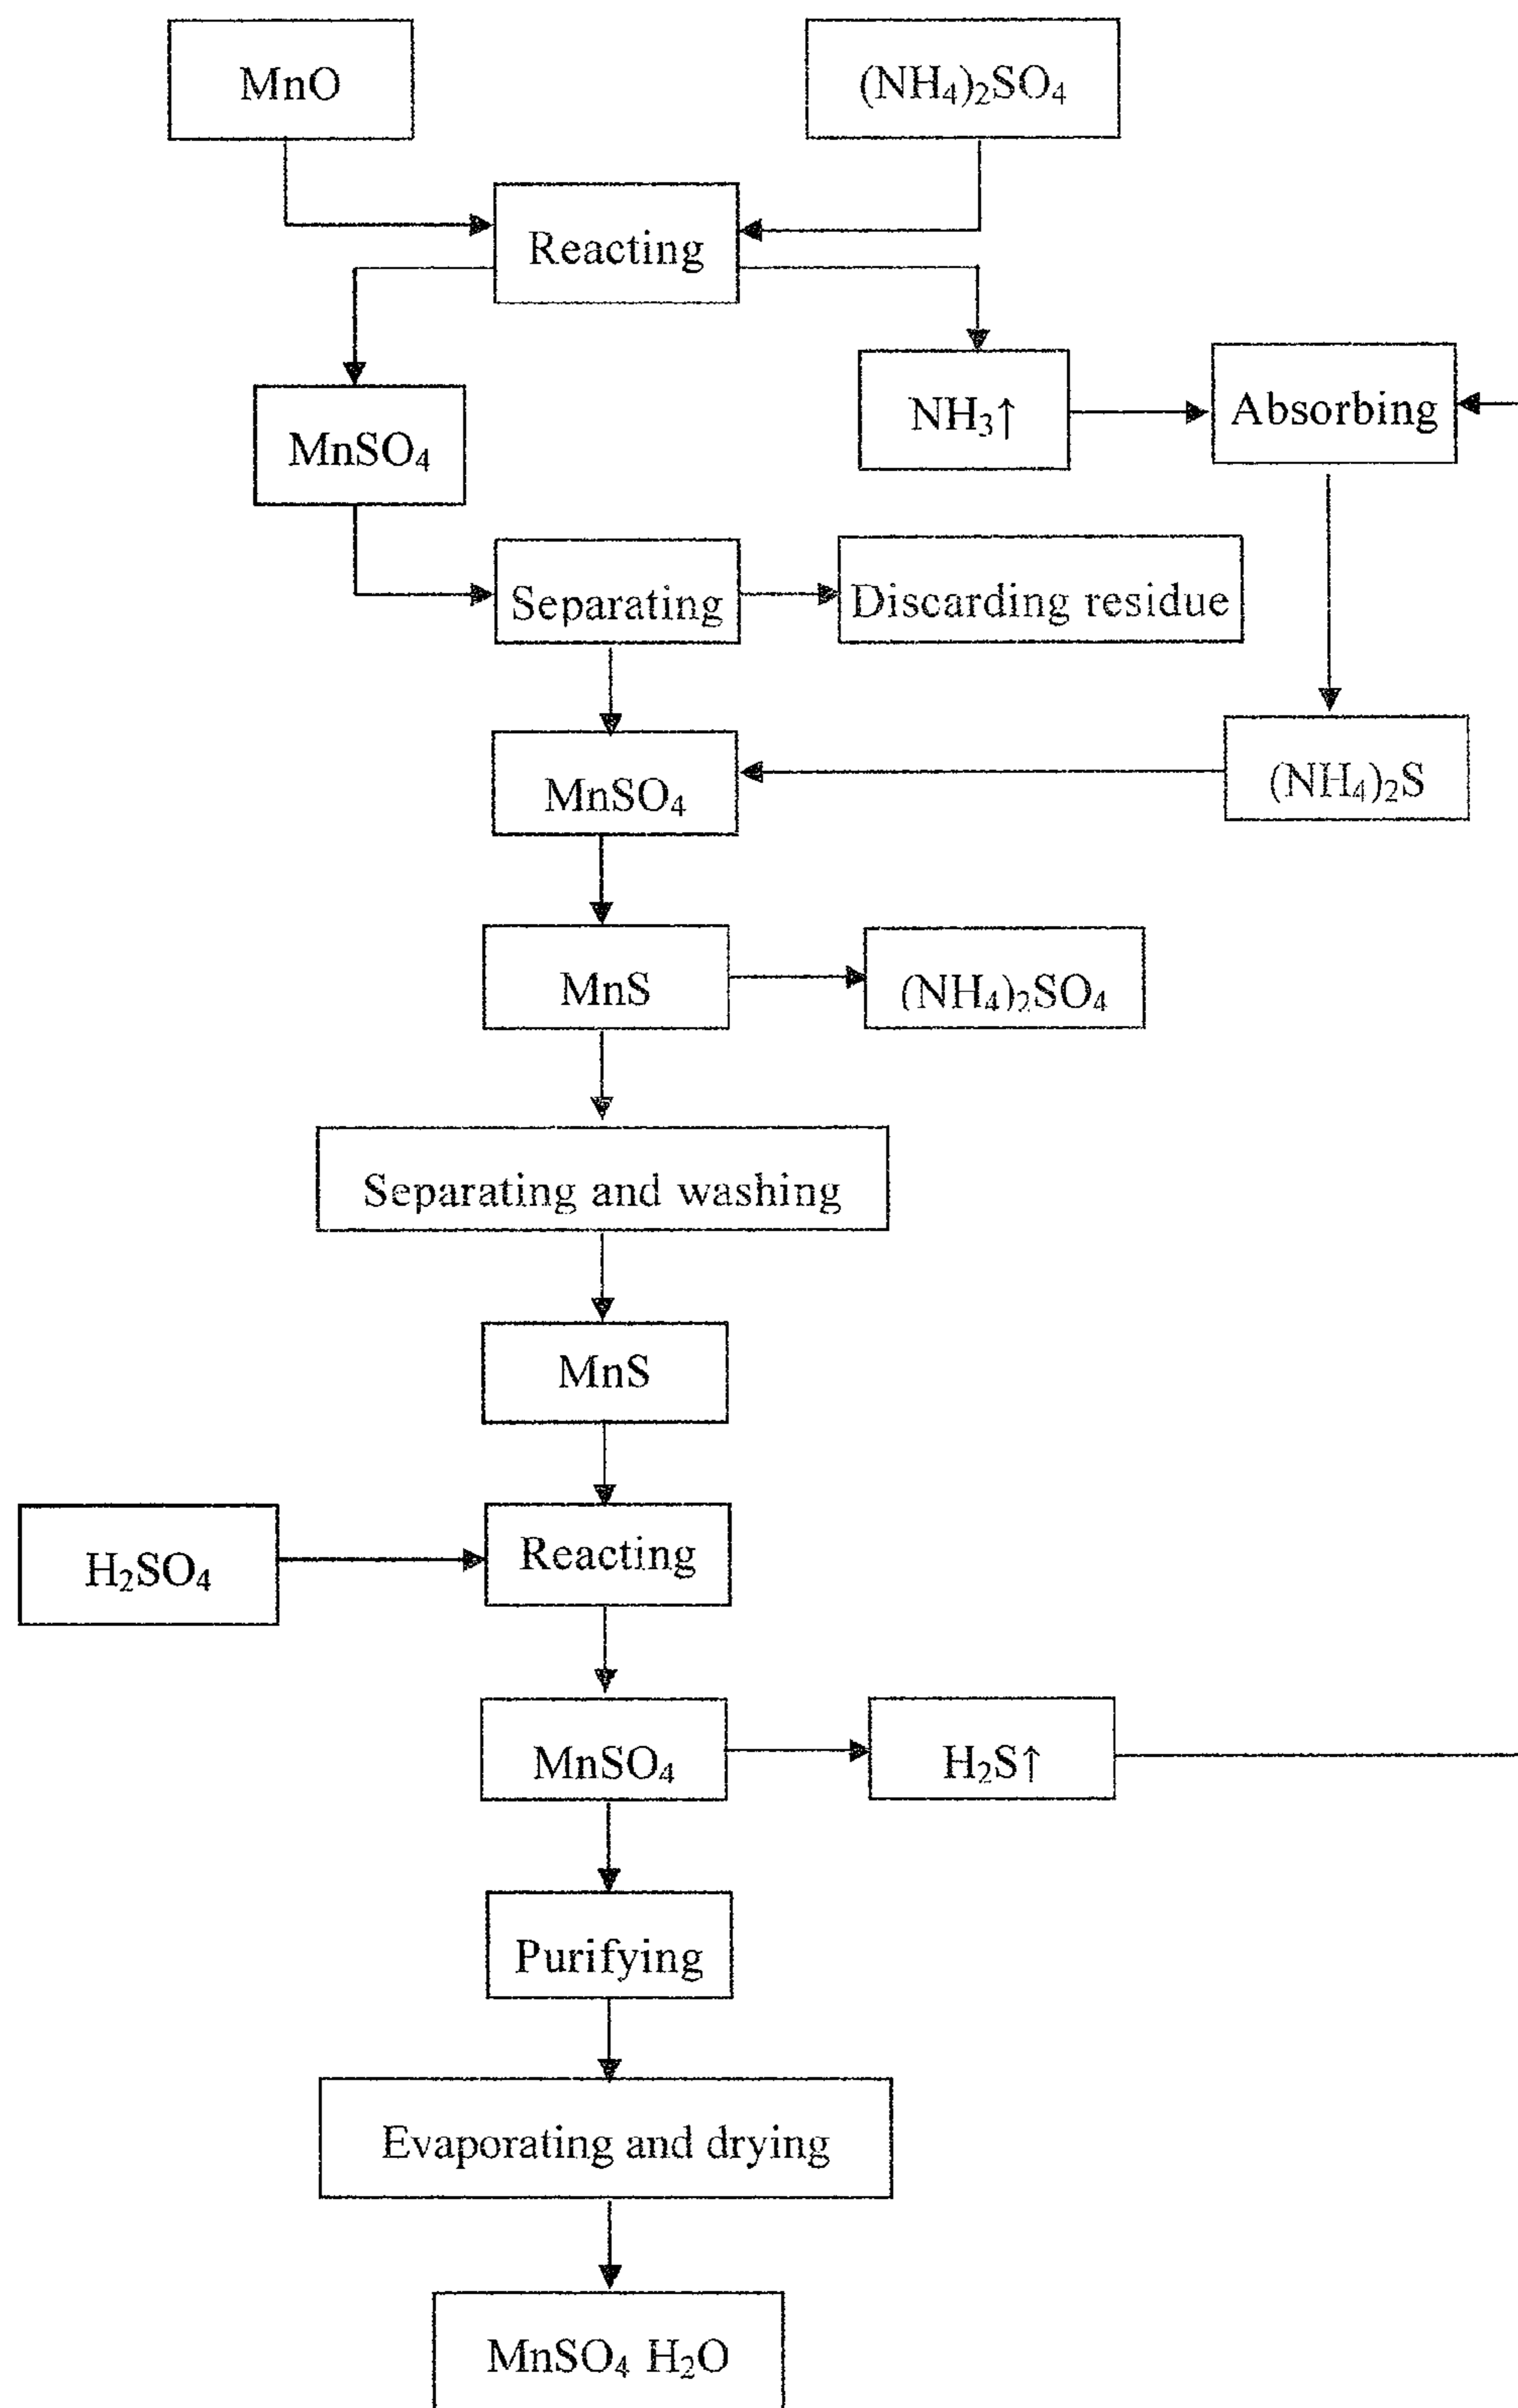 MnO
(NH₄)₂SO₄
Reacting
NH₃↑
Absorbing
MnSO₄
Separating
Discarding residue
MnSO₄
(NH₄)₂S
MnS
(NH₄)₂SO₄
Separating and washing
MnS
H₂SO₄
Reacting
MnSO₄
H₂S↑
Purifying
Evaporating and drying
MnSO₄ H₂O